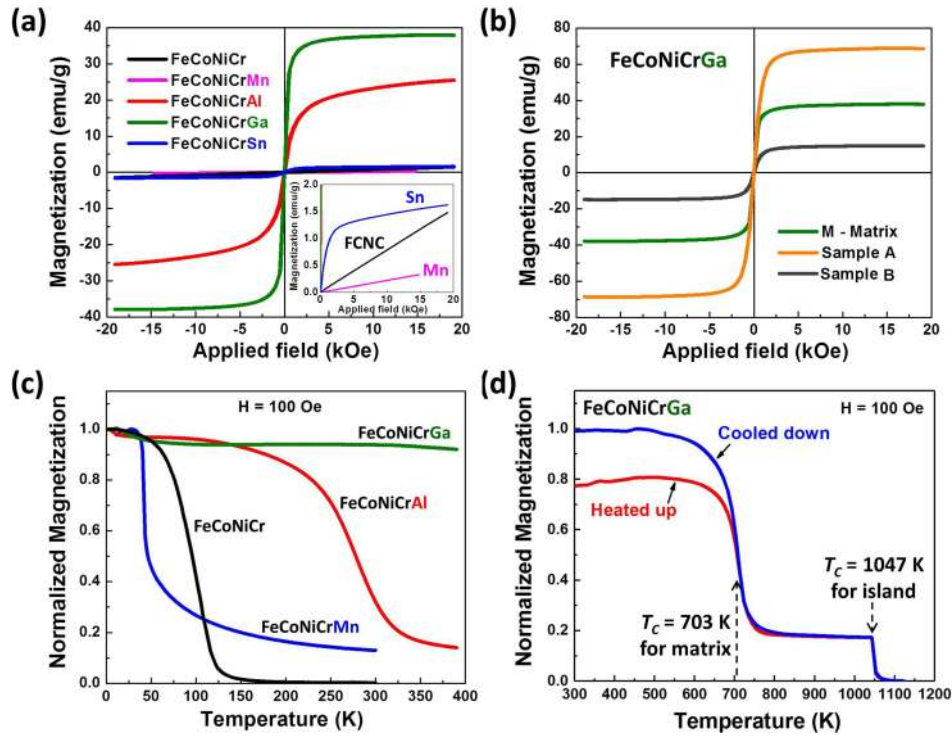 (a)
40
30
20
10
0
-10
-20
-30
-40
Magnetization (emu/g)
FeCoNiCr
FeCoNiCrMn
FeCoNiCrAl
FeCoNiCrGa
FeCoNiCrSn
2.0
1.5
1.0
0.5
0.0
Magnetization (emu/g)
Sn
FCNC
Mn
0 5 10 15 20
Applied field (kOe)
-20 -15 -10 -5 0 5 10 15 20
Applied field (kOe)
(b)
80
60
40
20
0
-20
-40
-60
-80
Magnetization (emu/g)
FeCoNiCrGa
M - Matrix
Sample A
Sample B
-20 -15 -10 -5 0 5 10 15 20
Applied field (kOe)
(c)
1.0
0.8
0.6
0.4
0.2
0.0
Normalized Magnetization
H = 100 Oe
FeCoNiCrGa
FeCoNiCrAl
FeCoNiCr
FeCoNiCrMn
0 50 100 150 200 250 300 350 400
Temperature (K)
(d)
1.0
0.8
0.6
0.4
0.2
0.0
Normalized Magnetization
FeCoNiCrGa
H = 100 Oe
Cooled down
Heated up
TC = 703 K
for matrix
TC = 1047 K
for island
300 400 500 600 700 800 900 1000 1100 1200
Temperature (K)